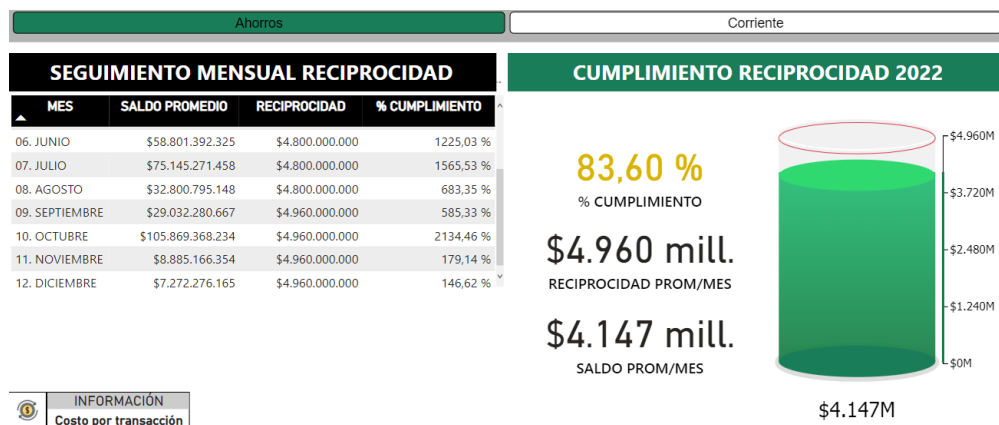 Ahorros
Corriente
SEGUIMIENTO MENSUAL RECIPROCIDAD
MES SALDO PROMEDIO RECIPROCIDAD % CUMPLIMIENTO
06. JUNIO $58.801.392.325 $4.800.000.000 1225,03 %
07. JULIO $75.145.271.458 $4.800.000.000 1565,53 %
08. AGOSTO $32.800.795.148 $4.800.000.000 683,35 %
09. SEPTIEMBRE $29.032.280.667 $4.960.000.000 585,33 %
10. OCTUBRE $105.869.368.234 $4.960.000.000 2134,46 %
11. NOVIEMBRE $8.885.166.354 $4.960.000.000 179,14 %
12. DICIEMBRE $7.272.276.165 $4.960.000.000 146,62 %
INFORMACIÓN
Costo por transacción
CUMPLIMIENTO RECIPROCIDAD 2022
83,60 %
% CUMPLIMIENTO
$4.960 mill.
RECIPROCIDAD PROM/MES
$4.147 mill.
SALDO PROM/MES
$4.960M
$3.720M
$2.480M
$1.240M
$0M
$4.147M